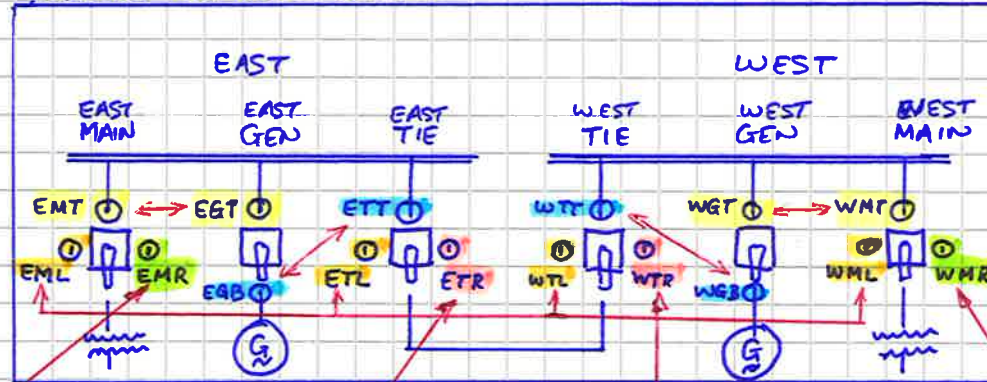 EAST WEST
EAST MAIN
EAST GEN
EAST TIE
WEST TIE
WEST GEN
WEST MAIN
EMT EGT ETT WTT WGT WMT
EML EMR EGB ETL ETR WTL WTR WGB WML WMR
G G